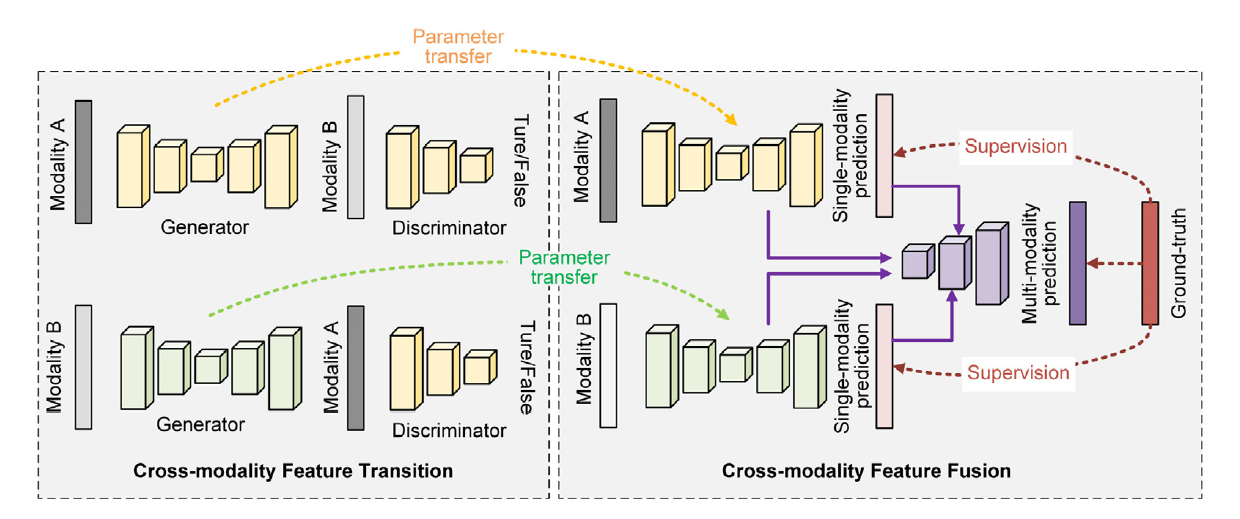 Parameter
transfer
Modality A
Generator
Modality B
Discriminator
Ture/False
Parameter
transfer
Modality B
Generator
Modality A
Discriminator
Ture/False
Cross-modality Feature Transition
Modality A
Single-modality
prediction
Supervision
Multi-modality
prediction
Ground-truth
Modality B
Single-modality
prediction
Supervision
Cross-modality Feature Fusion